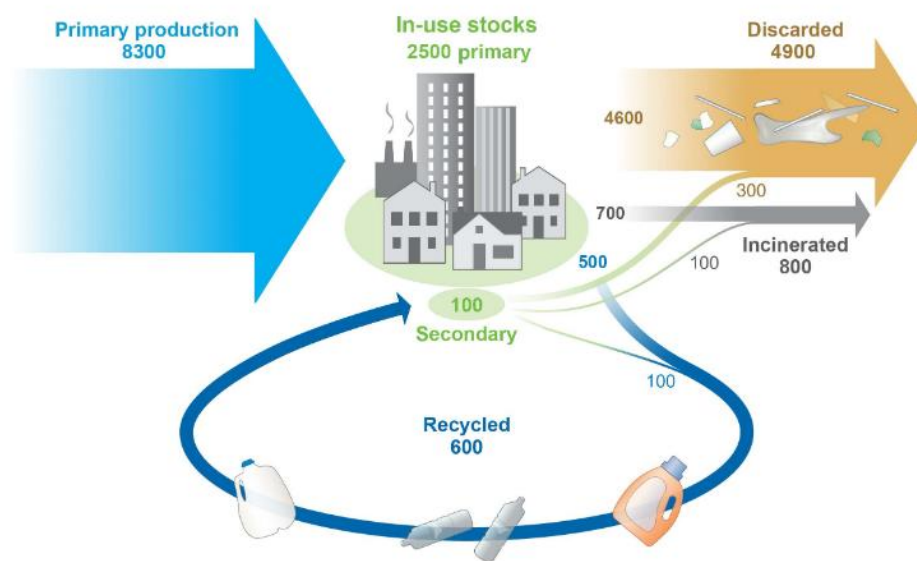 Primary production
8300
In-use stocks
2500 primary
Discarded
4900
4600
300
700
Incinerated
800
500
100
100
Secondary
100
Recycled
600